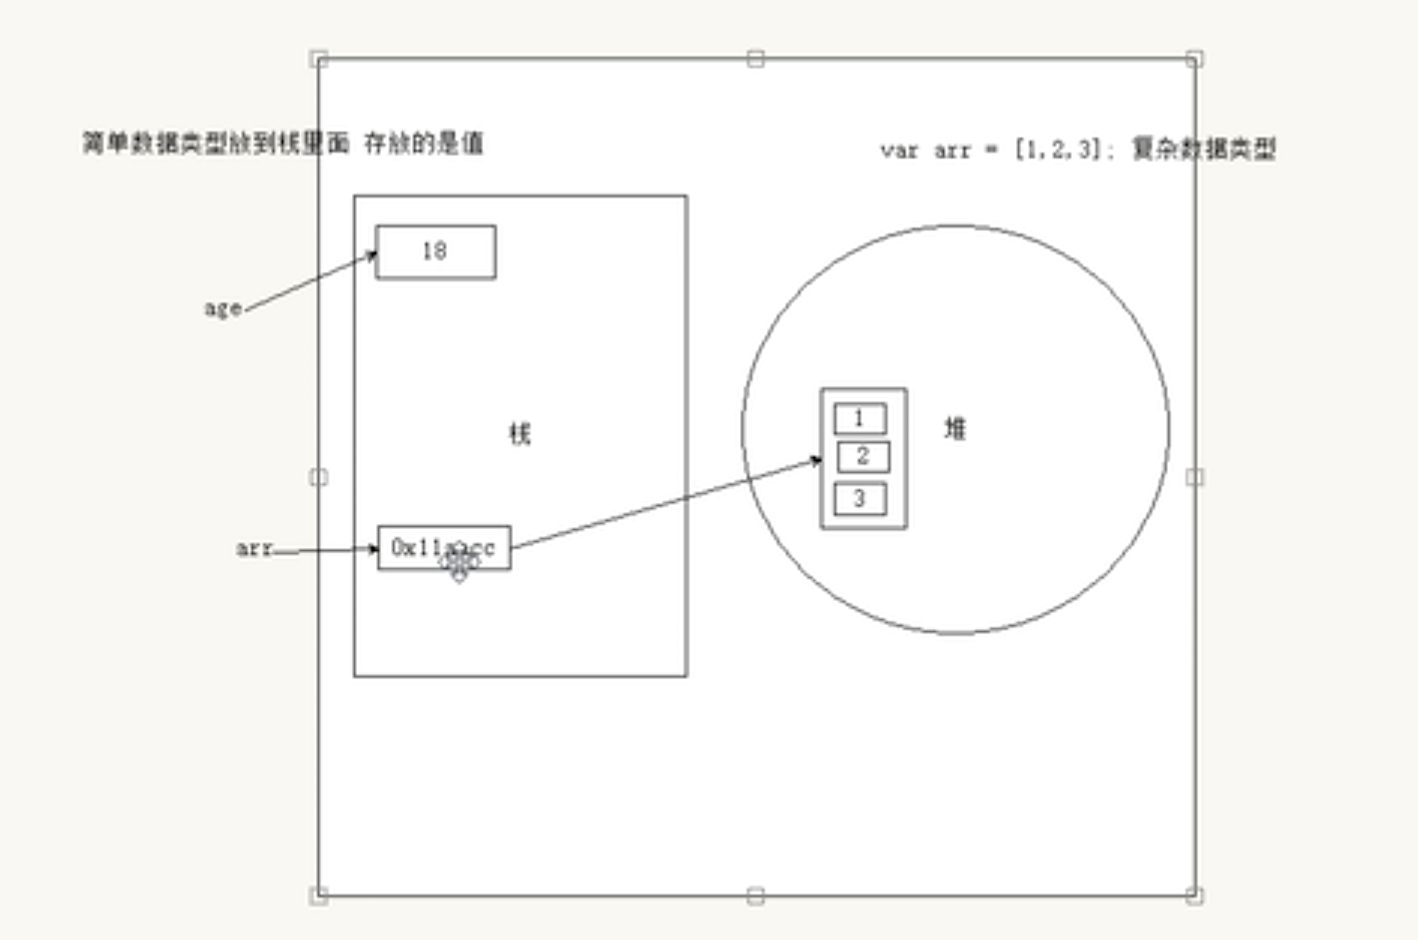 简单数据类型放到栈里面 存放的是值
var arr = [1,2,3]; 复杂数据类型
18
age
栈
1
堆
2
3
arr